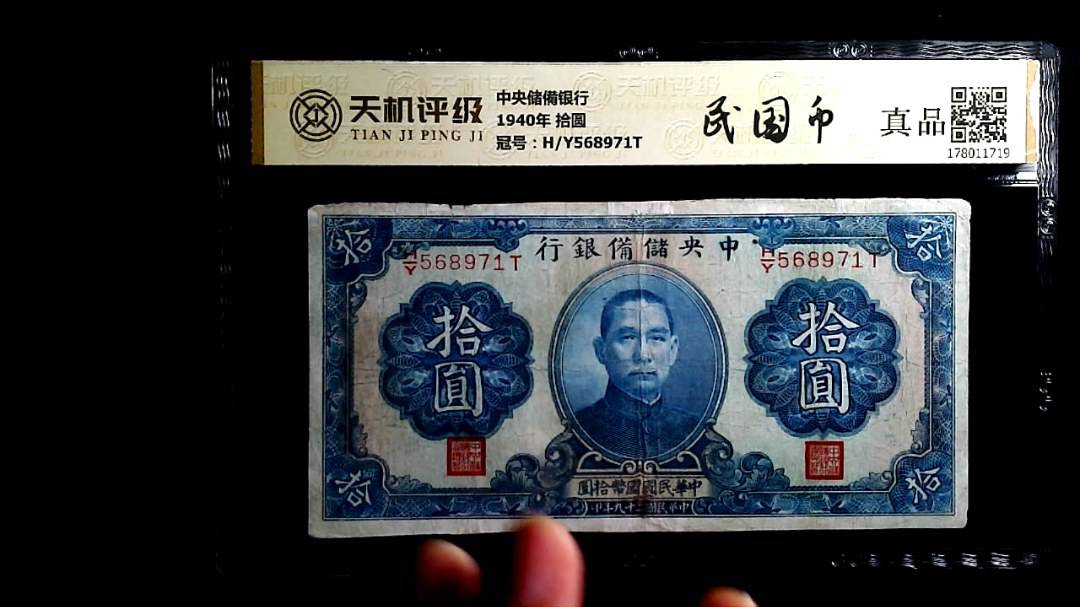 天机评级
TIAN JI PING JI
中央储備银行
1940年 拾圆
冠号：H/Y568971T
民国币
真品
178011719
拾
拾
行銀備儲央中
H/Y568971T
H/Y568971T
拾圓
拾圓
圓拾幣國國民華中
拾
拾